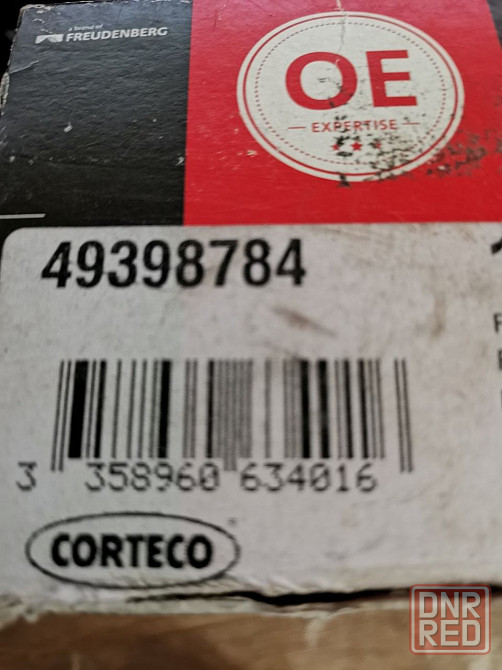 a brand of
FREUDENBERG
OE
EXPERTISE
49398784
3 358960 634016
CORTECO
DNR
RED